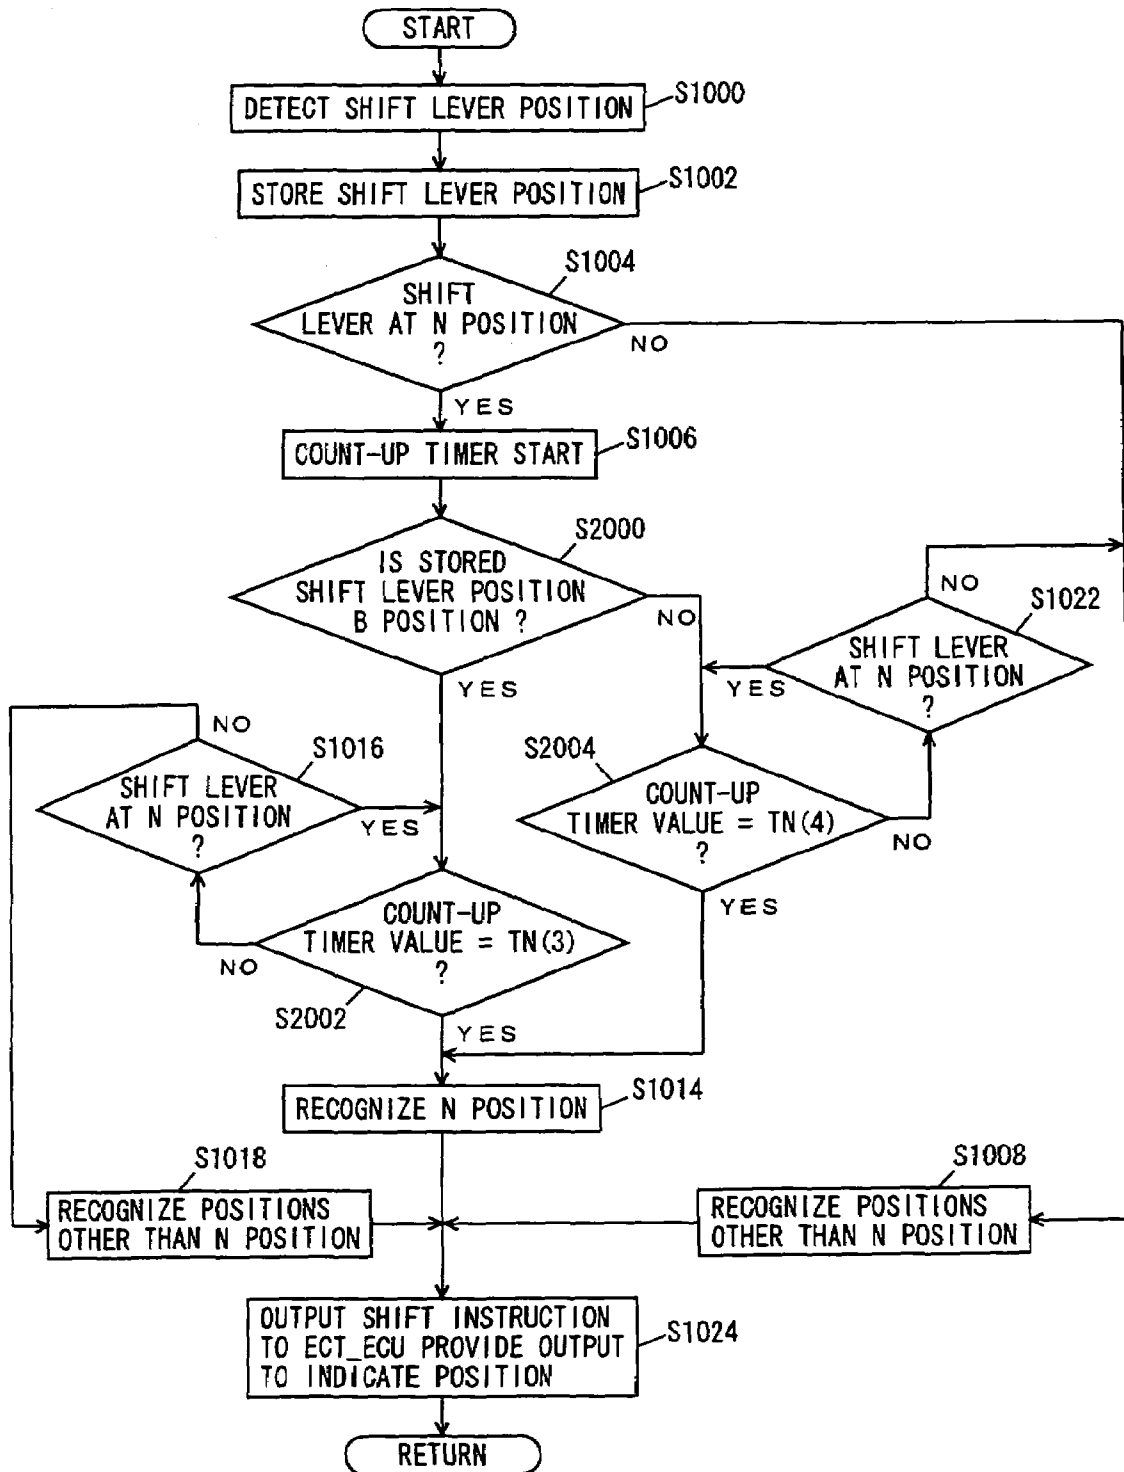 START
DETECT SHIFT LEVER POSITION
S1000
STORE SHIFT LEVER POSITION
S1002
S1004
SHIFT
LEVER AT N POSITION
?
NO
YES
COUNT-UP TIMER START
S1006
S2000
IS STORED
SHIFT LEVER POSITION
B POSITION ?
NO
YES
NO
S1022
SHIFT LEVER
AT N POSITION
?
YES
NO
S1016
SHIFT LEVER
AT N POSITION
?
YES
S2004
COUNT-UP
TIMER VALUE = TN(4)
?
NO
YES
COUNT-UP
TIMER VALUE = TN(3)
?
NO
S2002
YES
RECOGNIZE N POSITION
S1014
S1018
RECOGNIZE POSITIONS
OTHER THAN N POSITION
S1008
RECOGNIZE POSITIONS
OTHER THAN N POSITION
OUTPUT SHIFT INSTRUCTION
TO ECT_ECU PROVIDE OUTPUT
TO INDICATE POSITION
S1024
RETURN